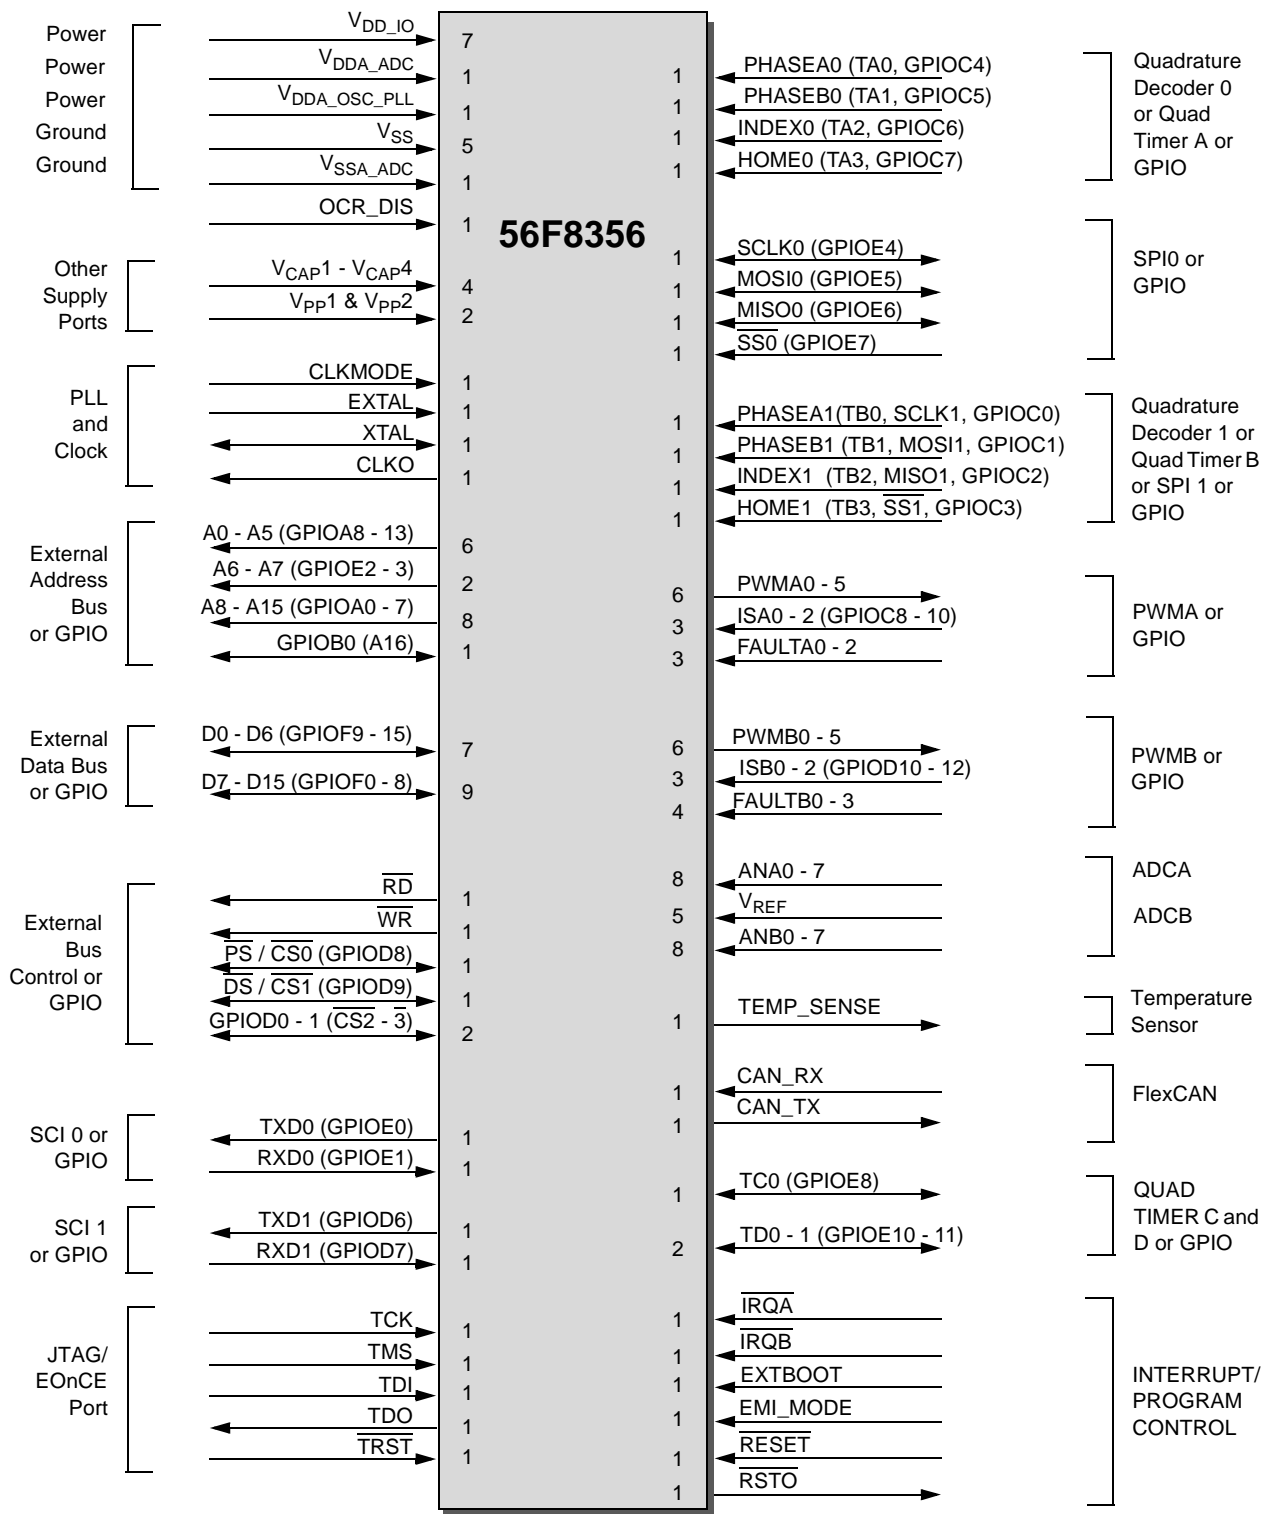 56F8356
Power
Power
Power
Ground
Ground
VDD_IO
7
VDDA_ADC
1
VDDA_OSC_PLL
1
VSS
5
VSSA_ADC
1
OCR_DIS
1
Other
Supply
Ports
VCAP1 - VCAP4
4
VPP1 & VPP2
2
PLL
and
Clock
CLKMODE
1
EXTAL
1
XTAL
1
CLKO
1
External
Address
Bus
or GPIO
A0 - A5 (GPIOA8 - 13)
6
A6 - A7 (GPIOE2 - 3)
2
A8 - A15 (GPIOA0 - 7)
8
GPIOB0 (A16)
1
External
Data Bus
or GPIO
D0 - D6 (GPIOF9 - 15)
7
D7 - D15 (GPIOF0 - 8)
9
External
Bus
Control or
GPIO
RD
1
WR
1
PS / CS0 (GPIOD8)
1
DS / CS1 (GPIOD9)
1
GPIOD0 - 1 (CS2 - 3)
2
SCI 0 or
GPIO
TXD0 (GPIOE0)
1
RXD0 (GPIOE1)
1
SCI 1
or GPIO
TXD1 (GPIOD6)
1
RXD1 (GPIOD7)
1
JTAG/
EOnCE
Port
TCK
1
TMS
1
TDI
1
TDO
1
TRST
1
1
PHASEA0 (TA0, GPIOC4)
1
PHASEB0 (TA1, GPIOC5)
1
INDEX0 (TA2, GPIOC6)
1
HOME0 (TA3, GPIOC7)
Quadrature
Decoder 0
or Quad
Timer A or
GPIO
1
SCLK0 (GPIOE4)
1
MOSI0 (GPIOE5)
1
MISO0 (GPIOE6)
1
SS0 (GPIOE7)
SPI0 or
GPIO
1
PHASEA1(TB0, SCLK1, GPIOC0)
1
PHASEB1 (TB1, MOSI1, GPIOC1)
1
INDEX1 (TB2, MISO1, GPIOC2)
1
HOME1 (TB3, SS1, GPIOC3)
Quadrature
Decoder 1 or
Quad Timer B
or SPI 1 or
GPIO
6
PWMA0 - 5
3
ISA0 - 2 (GPIOC8 - 10)
3
FAULTA0 - 2
PWMA or
GPIO
6
PWMB0 - 5
3
ISB0 - 2 (GPIOD10 - 12)
4
FAULTB0 - 3
PWMB or
GPIO
8
ANA0 - 7
5
VREF
8
ANB0 - 7
ADCA
ADCB
1
TEMP_SENSE
Temperature
Sensor
1
CAN_RX
1
CAN_TX
FlexCAN
1
TC0 (GPIOE8)
2
TD0 - 1 (GPIOE10 - 11)
QUAD
TIMER C and
D or GPIO
1
IRQA
1
IRQB
1
EXTBOOT
1
EMI_MODE
1
RESET
1
RSTO
INTERRUPT/
PROGRAM
CONTROL